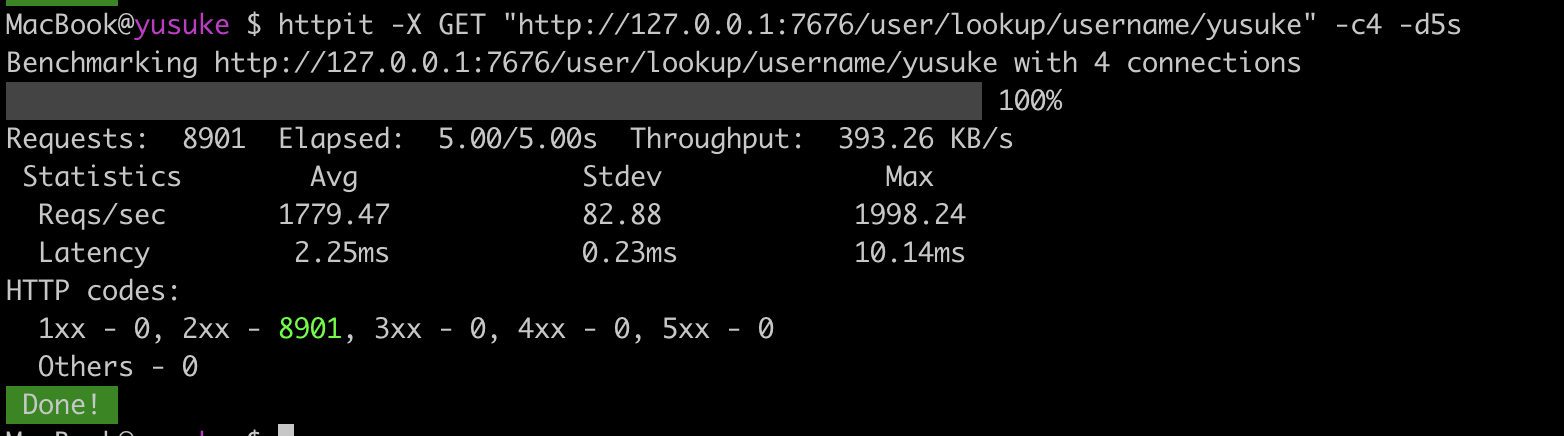 MacBook@yusuke $ httpit -X GET "http://127.0.0.1:7676/user/lookup/username/yusuke" -c4 -d5s
Benchmarking http://127.0.0.1:7676/user/lookup/username/yusuke with 4 connections
100%
Requests: 8901 Elapsed: 5.00/5.00s Throughput: 393.26 KB/s
Statistics Avg Stdev Max
Reqs/sec 1779.47 82.88 1998.24
Latency 2.25ms 0.23ms 10.14ms
HTTP codes:
1xx - 0, 2xx - 8901, 3xx - 0, 4xx - 0, 5xx - 0
Others - 0
Done!